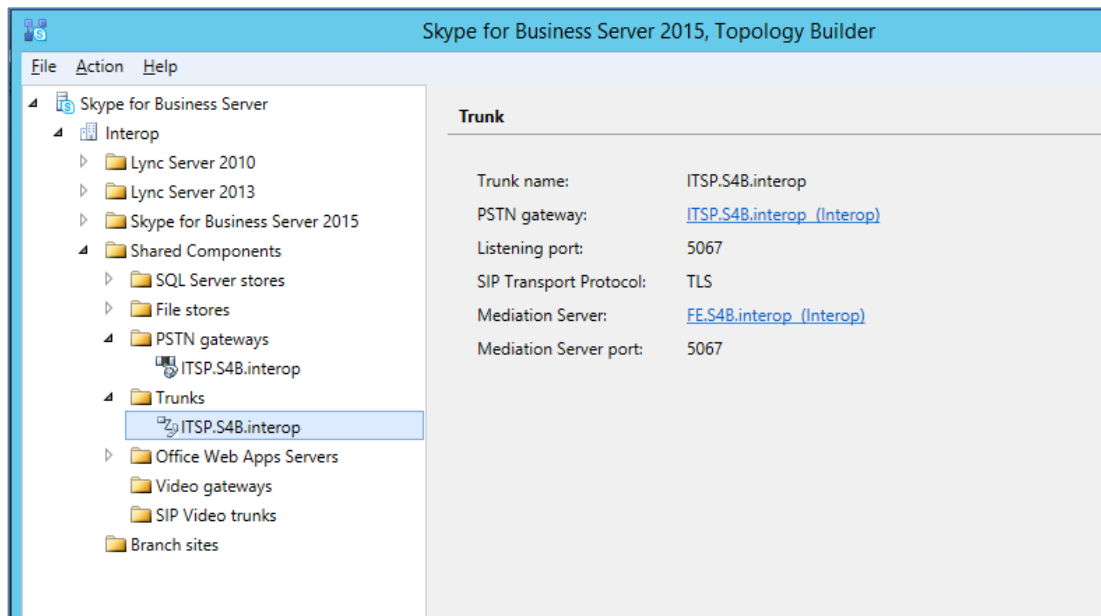 Skype for Business Server 2015, Topology Builder
File Action Help
Skype for Business Server
Interop
Lync Server 2010
Lync Server 2013
Skype for Business Server 2015
Shared Components
SQL Server stores
File stores
PSTN gateways
ITSP.S4B.interop
Trunks
ITSP.S4B.interop
Office Web Apps Servers
Video gateways
SIP Video trunks
Branch sites
Trunk
Trunk name: ITSP.S4B.interop
PSTN gateway: ITSP.S4B.interop (Interop)
Listening port: 5067
SIP Transport Protocol: TLS
Mediation Server: FE.S4B.interop (Interop)
Mediation Server port: 5067